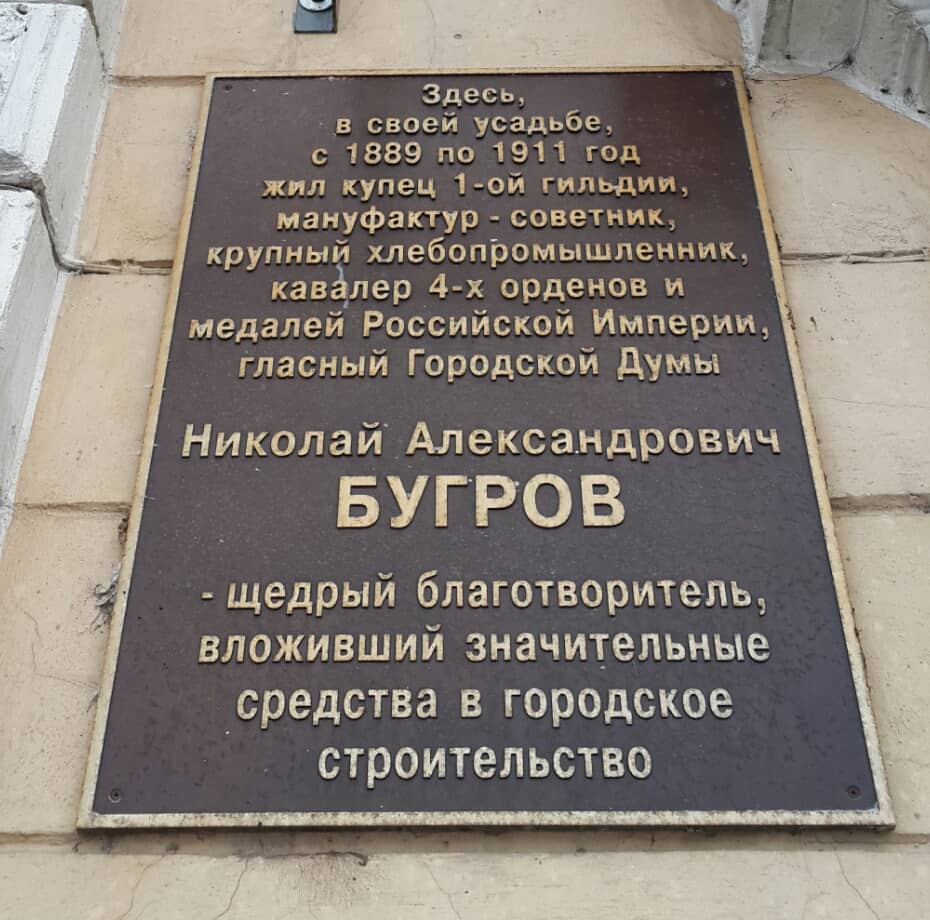 Здесь,
в своей усадьбе,
с 1889 по 1911 год
жил купец 1-ой гильдии,
мануфактур - советник,
крупный хлебопромышленник,
кавалер 4-х орденов и
медалей Российской Империи,
гласный Городской Думы
Николай Александрович
БУГРОВ
- щедрый благотворитель,
вложивший значительные
средства в городское
строительство